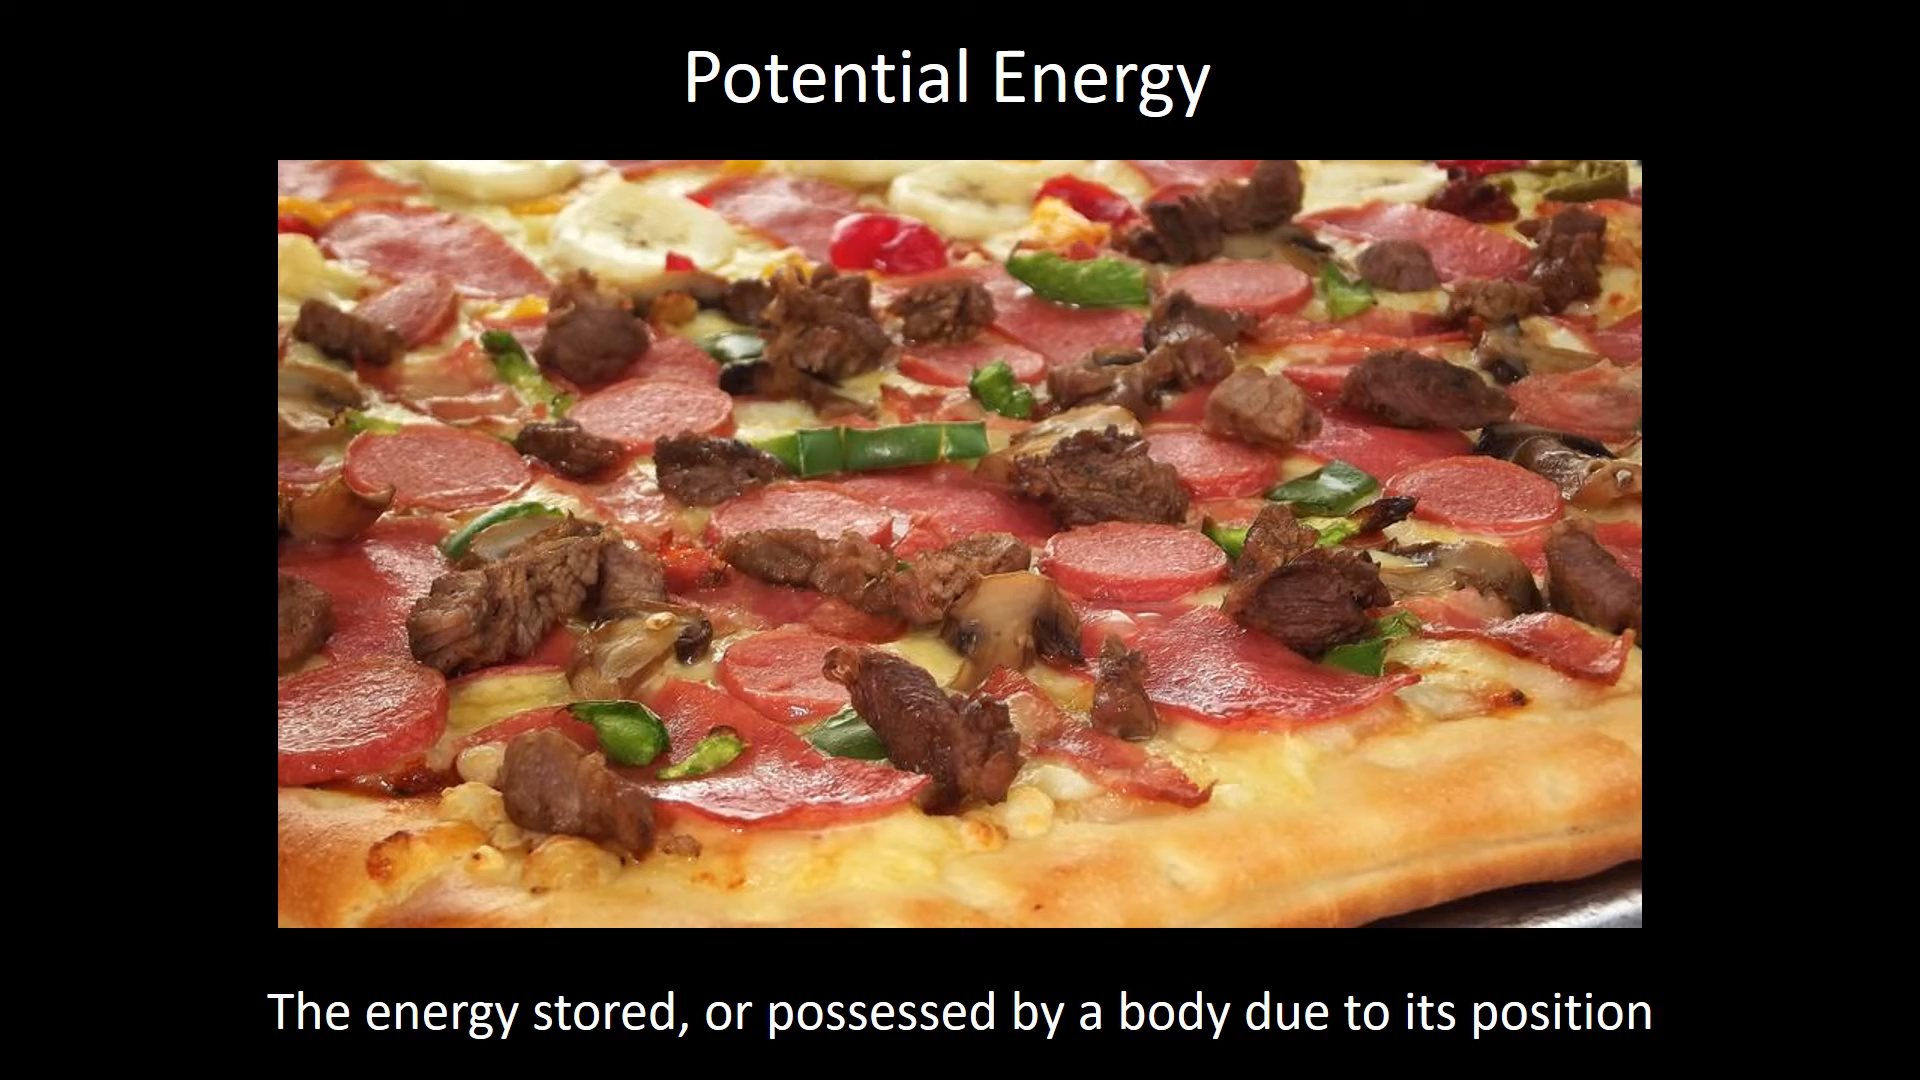 Potential Energy
The energy stored, or possessed by a body due to its position